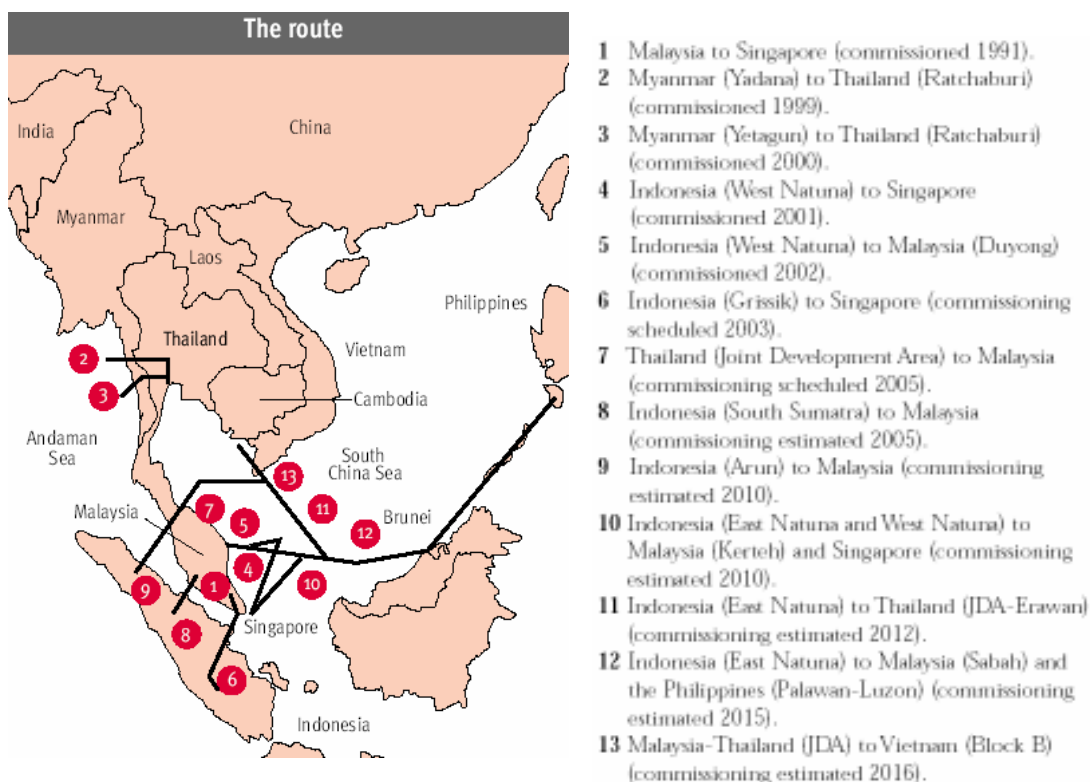 The route
India
China
Myanmar
Laos
Philippines
Thailand
2
Vietnam
3
Cambodia
Andaman
Sea
South
China Sea
13
7
11
5
Brunei
12
Malaysia
4
10
9
1
Singapore
8
6
Indonesia
1 Malaysia to Singapore (commissioned 1991).
2 Myanmar (Yadana) to Thailand (Ratchaburi)
(commissioned 1999).
3 Myanmar (Yetagun) to Thailand (Ratchaburi)
(commissioned 2000).
4 Indonesia (West Natuna) to Singapore
(commissioned 2001).
5 Indonesia (West Natuna) to Malaysia (Duyong)
(commissioned 2002).
6 Indonesia (Grissik) to Singapore (commissioning
scheduled 2003).
7 Thailand (Joint Development Area) to Malaysia
(commissioning scheduled 2005).
8 Indonesia (South Sumatra) to Malaysia
(commissioning estimated 2005).
9 Indonesia (Arun) to Malaysia (commissioning
estimated 2010).
10 Indonesia (East Natuna and West Natuna) to
Malaysia (Kerteh) and Singapore (commissioning
estimated 2010).
11 Indonesia (East Natuna) to Thailand (JDA-Erawan)
(commissioning estimated 2012).
12 Indonesia (East Natuna) to Malaysia (Sabah) and
the Philippines (Palawan-Luzon) (commissioning
estimated 2015).
13 Malaysia-Thailand (JDA) to Vietnam (Block B)
(commissioning estimated 2016).